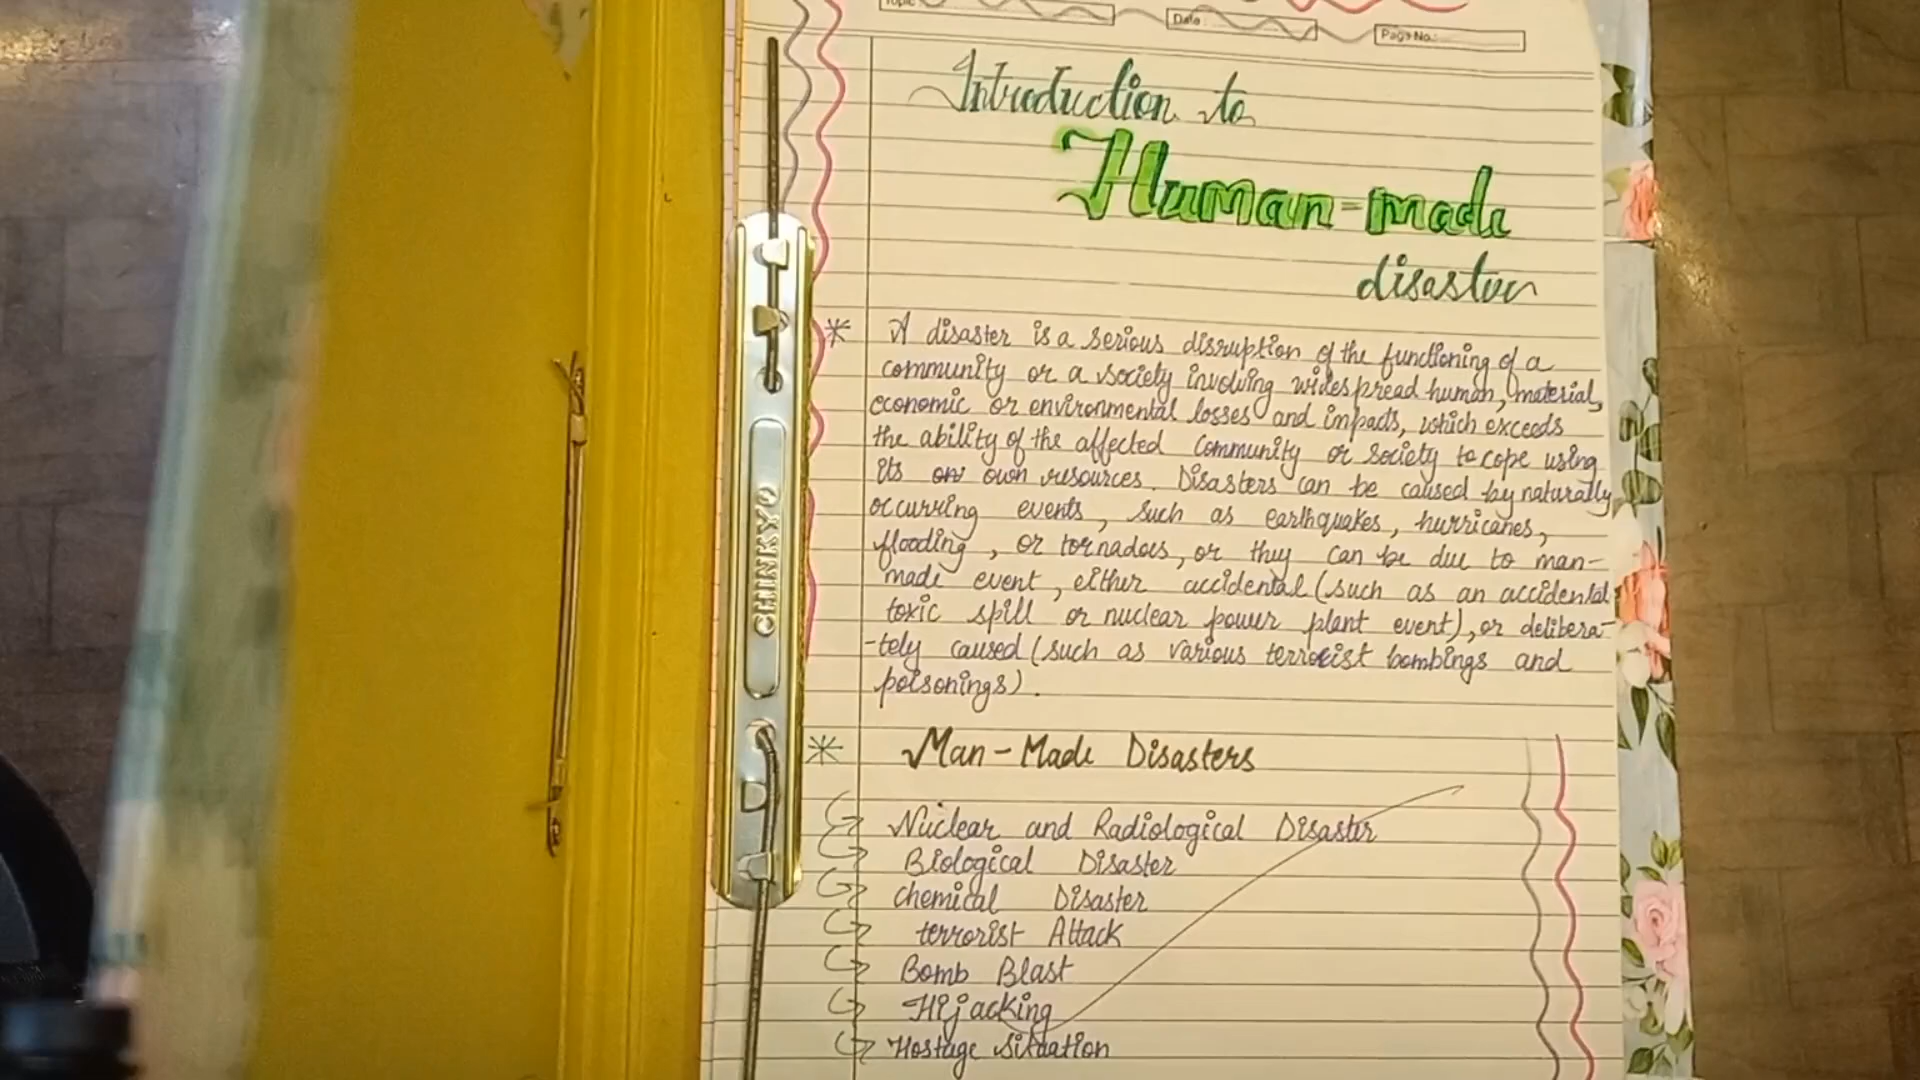 Topic
Date
Page No.:
Introduction to
Human-made
disaster
* A disaster is a serious disruption of the functioning of a
community or a society involving widespread human, material,
economic or environmental losses and impacts, which exceeds
the ability of the affected community or society to cope using
its own resources. Disasters can be caused by naturally
occurring events, such as earthquakes, hurricanes,
flooding, or tornadoes, or they can be due to man-
made event, either accidental (such as an accidental
toxic spill or nuclear power plant event), or delibera-
-tely caused (such as various terrorist bombings and
poisonings).
CHINKYO
* Man-Made Disasters
Nuclear and Radiological Disaster
Biological Disaster
chemical Disaster
terrorist Attack
Bomb Blast
Hijacking
Hostage situation